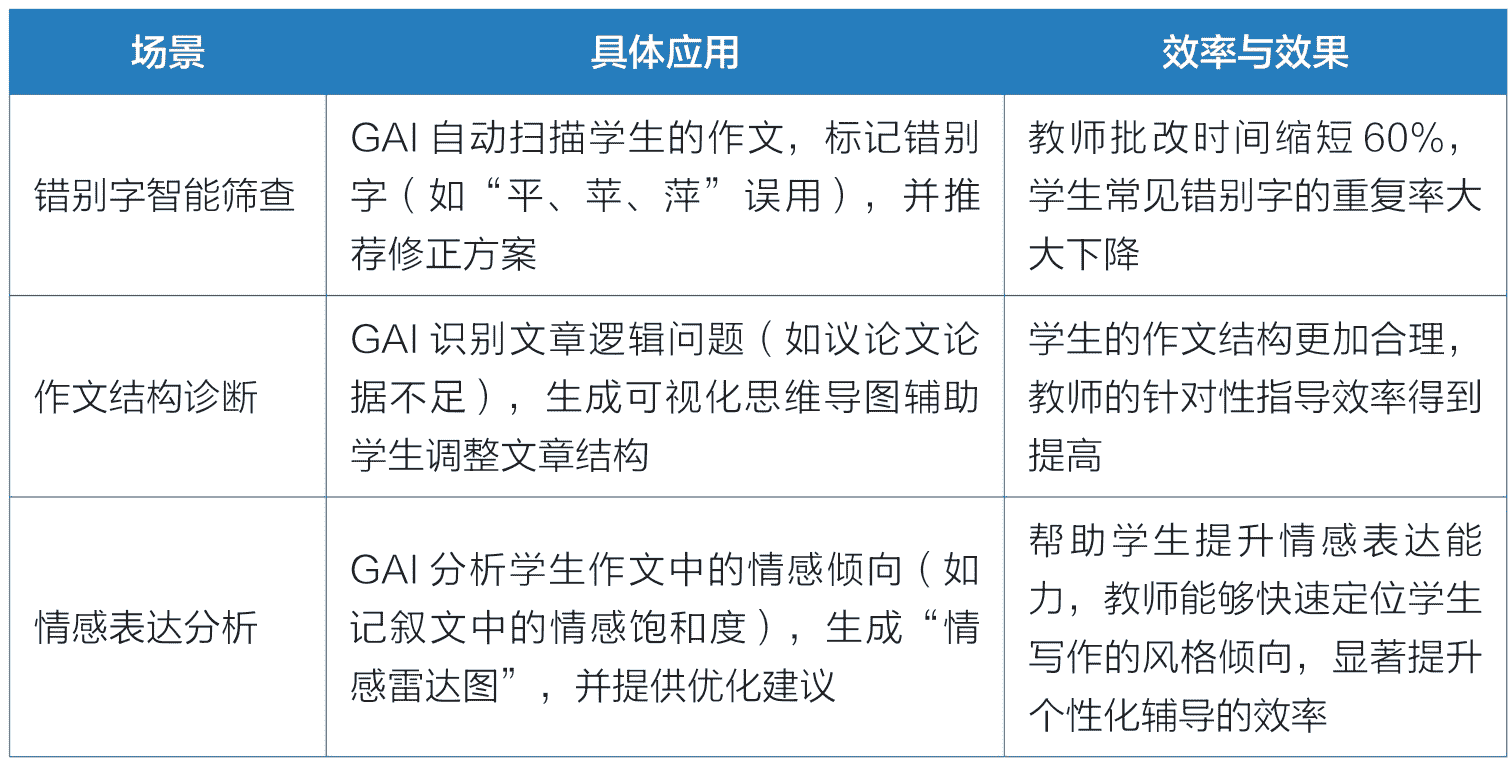 场景 具体应用 效率与效果
错别字智能筛查
GAI 自动扫描学生的作文，标记错别
字（如“平、苹、萍”误用），并推
荐修正方案
教师批改时间缩短 60%，
学生常见错别字的重复率大
大下降
作文结构诊断
GAI 识别文章逻辑问题（如议论文论
据不足），生成可视化思维导图辅助
学生调整文章结构
学生的作文结构更加合理，
教师的针对性指导效率得到
提高
情感表达分析
GAI 分析学生作文中的情感倾向（如
记叙文中的情感饱和度），生成“情
感雷达图”，并提供优化建议
帮助学生提升情感表达能
力，教师能够快速定位学生
写作的风格倾向，显著提升
个性化辅导的效率